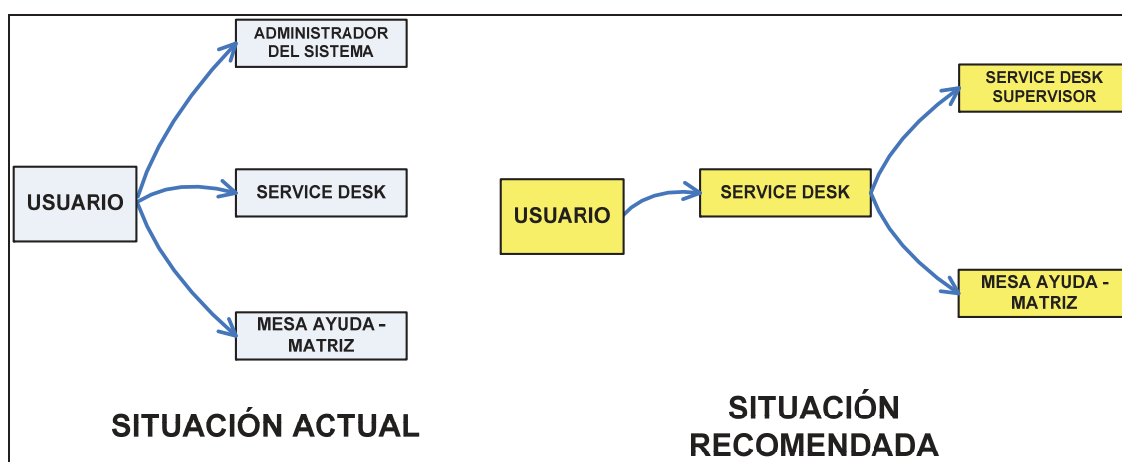 ADMINISTRADOR
DEL SISTEMA
USUARIO
SERVICE DESK
MESA AYUDA -
MATRIZ
SITUACIÓN ACTUAL
SERVICE DESK
SUPERVISOR
USUARIO
SERVICE DESK
MESA AYUDA -
MATRIZ
SITUACIÓN
RECOMENDADA